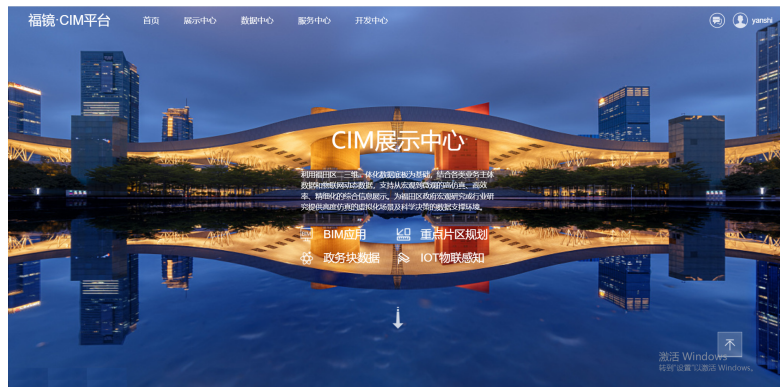 福镜·CIM平台
首页
展示中心
数据中心
服务中心
开发中心
yanshi
CIM展示中心
利用福田区二三维一体化数据底板为基础，结合各类业务主体
数据和物联网动态数据，支持从宏观到微观的高仿真、高效
率、精细化的综合信息展示。为福田区政府宏观研究或行业研
究提供高度仿真的虚拟化场景及科学决策的数据支撑环境。
BIM应用
重点片区规划
政务块数据
IOT物联感知
激活 Windows
转到"设置"以激活 Windows。